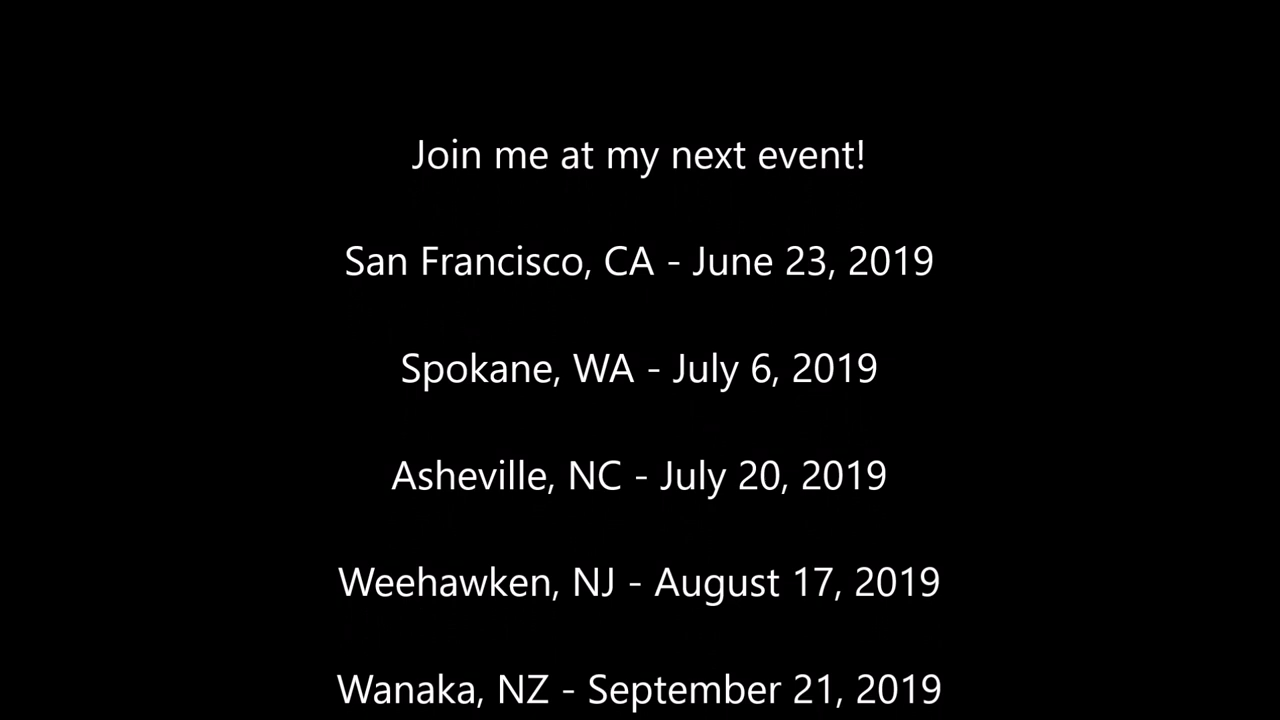 Join me at my next event!
San Francisco, CA - June 23, 2019
Spokane, WA - July 6, 2019
Asheville, NC - July 20, 2019
Weehawken, NJ - August 17, 2019
Wanaka, NZ - September 21, 2019